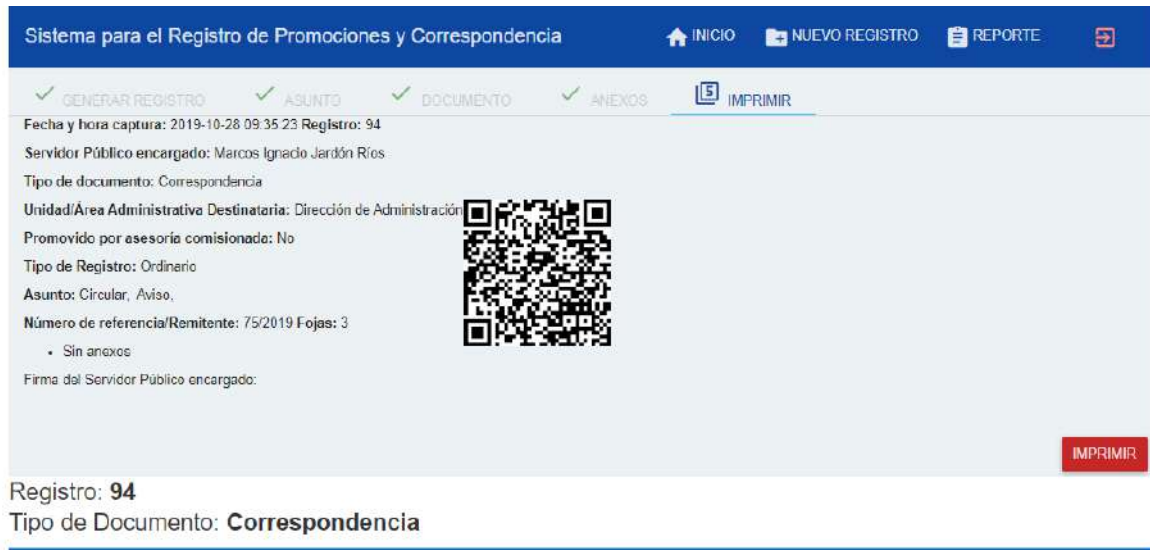 Sistema para el Registro de Promociones y Correspondencia INICIO NUEVO REGISTRO REPORTE
GENERAR REGISTRO ASUNTO DOCUMENTO ANEXOS 5 IMPRIMIR
Fecha y hora captura: 2019-10-28 09:35:23 Registro: 94
Servidor Público encargado: Marcos Ignacio Jardón Ríos
Tipo de documento: Correspondencia
Unidad/Área Administrativa Destinataria: Dirección de Administración
Promovido por asesoría comisionada: No
Tipo de Registro: Ordinario
Asunto: Circular, Aviso,
Número de referencia/Remitente: 75/2019 Fojas: 3
• Sin anexos
Firma del Servidor Público encargado:
IMPRIMIR
Registro: 94
Tipo de Documento: Correspondencia